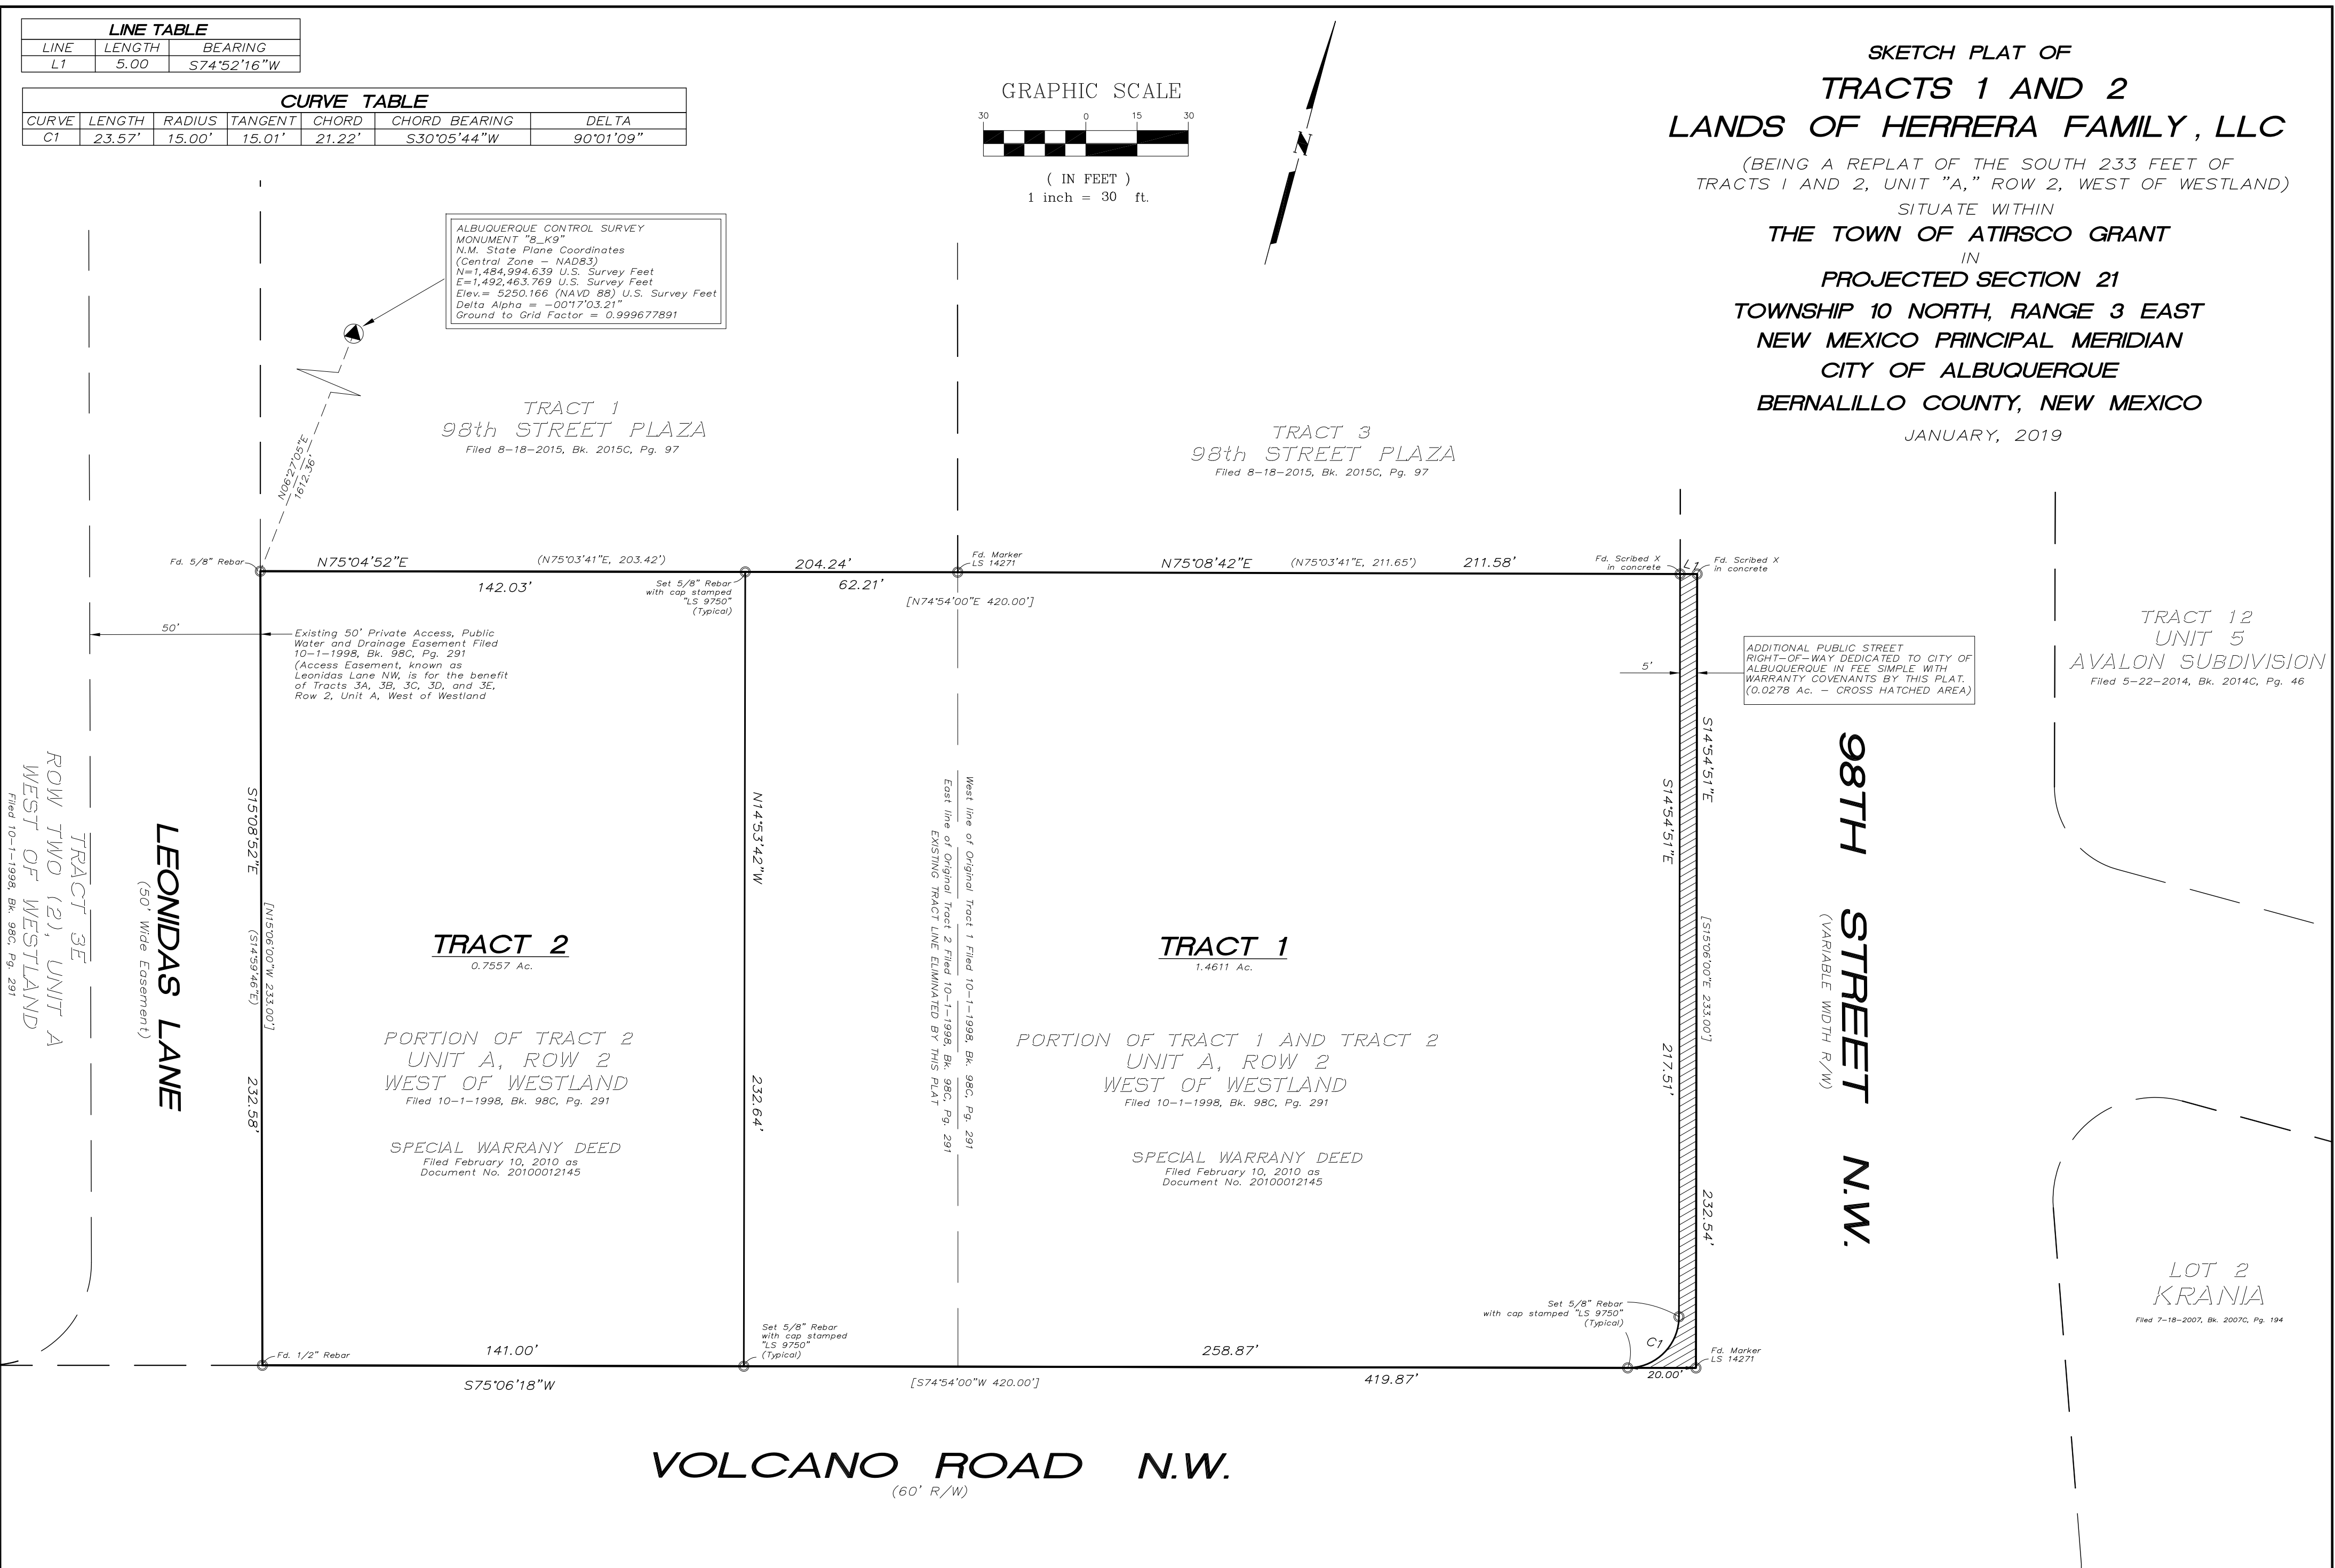 LINE TABLE
LINE LENGTH BEARING
L1 5.00 S74°52'16"W
CURVE TABLE
CURVE LENGTH RADIUS TANGENT CHORD CHORD BEARING DELTA
C1 23.57' 15.00' 15.01' 21.22' S30°05'44"W 90°01'09"
GRAPHIC SCALE
30 0 15 30
( IN FEET )
1 inch = 30 ft.
N
SKETCH PLAT OF
TRACTS 1 AND 2
LANDS OF HERRERA FAMILY, LLC
(BEING A REPLAT OF THE SOUTH 233 FEET OF
TRACTS 1 AND 2, UNIT "A," ROW 2, WEST OF WESTLAND)
SITUATE WITHIN
THE TOWN OF ATIRSCO GRANT
IN
PROJECTED SECTION 21
TOWNSHIP 10 NORTH, RANGE 3 EAST
NEW MEXICO PRINCIPAL MERIDIAN
CITY OF ALBUQUERQUE
BERNALILLO COUNTY, NEW MEXICO
JANUARY, 2019
ALBUQUERQUE CONTROL SURVEY
MONUMENT "8_K9"
N.M. State Plane Coordinates
(Central Zone - NAD83)
N=1,484,994.639 U.S. Survey Feet
E=1,492,463.769 U.S. Survey Feet
Elev.= 5250.166 (NAVD 88) U.S. Survey Feet
Delta Alpha = -00°17'03.21"
Ground to Grid Factor = 0.999677891
N06°27'05"E
1612.36'
TRACT 1
98th STREET PLAZA
Filed 8-18-2015, Bk. 2015C, Pg. 97
TRACT 3
98th STREET PLAZA
Filed 8-18-2015, Bk. 2015C, Pg. 97
Fd. 5/8" Rebar
N75°04'52"E
(N75°03'41"E, 203.42')
204.24'
Fd. Marker
LS 14271
N75°08'42"E
(N75°03'41"E, 211.65')
211.58'
Fd. Scribed X
in concrete
L1
Fd. Scribed X
in concrete
142.03'
Set 5/8" Rebar
with cap stamped
"LS 9750"
(Typical)
62.21'
[N74°54'00"E 420.00']
50'
Existing 50' Private Access, Public
Water and Drainage Easement Filed
10-1-1998, Bk. 98C, Pg. 291
(Access Easement, known as
Leonidas Lane NW, is for the benefit
of Tracts 3A, 3B, 3C, 3D, and 3E,
Row 2, Unit A, West of Westland
5'
ADDITIONAL PUBLIC STREET
RIGHT-OF-WAY DEDICATED TO CITY OF
ALBUQUERQUE IN FEE SIMPLE WITH
WARRANTY COVENANTS BY THIS PLAT.
(0.0278 Ac. - CROSS HATCHED AREA)
TRACT 12
UNIT 5
AVALON SUBDIVISION
Filed 5-22-2014, Bk. 2014C, Pg. 46
TRACT 3E
ROW TWO (2), UNIT A
WEST OF WESTLAND
Filed 10-1-1998, Bk. 98C, Pg. 291
LEONIDAS LANE
(50' Wide Easement)
S15°08'52"E
232.58'
[N15°06'00"W 233.00']
(S14°59'46"E)
N14°53'42"W
232.64'
West line of Original Tract 1 Filed 10-1-1998, Bk. 98C, Pg. 291
East line of Original Tract 2 Filed 10-1-1998, Bk. 98C, Pg. 291
EXISTING TRACT LINE ELIMINATED BY THIS PLAT
S14°54'51"E
217.51'
S14°54'51"E
[S15°06'00"E 233.00']
232.54'
98TH STREET N.W.
(VARIABLE WIDTH R/W)
TRACT 2
0.7557 Ac.
PORTION OF TRACT 2
UNIT A, ROW 2
WEST OF WESTLAND
Filed 10-1-1998, Bk. 98C, Pg. 291
SPECIAL WARRANY DEED
Filed February 10, 2010 as
Document No. 20100012145
TRACT 1
1.4611 Ac.
PORTION OF TRACT 1 AND TRACT 2
UNIT A, ROW 2
WEST OF WESTLAND
Filed 10-1-1998, Bk. 98C, Pg. 291
SPECIAL WARRANY DEED
Filed February 10, 2010 as
Document No. 20100012145
LOT 2
KRANIA
Filed 7-18-2007, Bk. 2007C, Pg. 194
Set 5/8" Rebar
with cap stamped "LS 9750"
(Typical)
C1
Fd. Marker
LS 14271
20.00'
Fd. 1/2" Rebar
141.00'
Set 5/8" Rebar
with cap stamped
"LS 9750"
(Typical)
258.87'
S75°06'18"W
[S74°54'00"W 420.00']
419.87'
VOLCANO ROAD N.W.
(60' R/W)